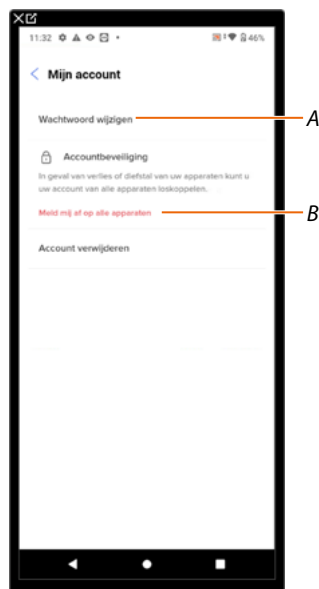 11:32 46%
Mijn account
Wachtwoord wijzigen
A
Accountbeveiliging
In geval van verlies of diefstal van uw apparaten kunt u
uw account van alle apparaten loskoppelen.
Meld mij af op alle apparaten
B
Account verwijderen